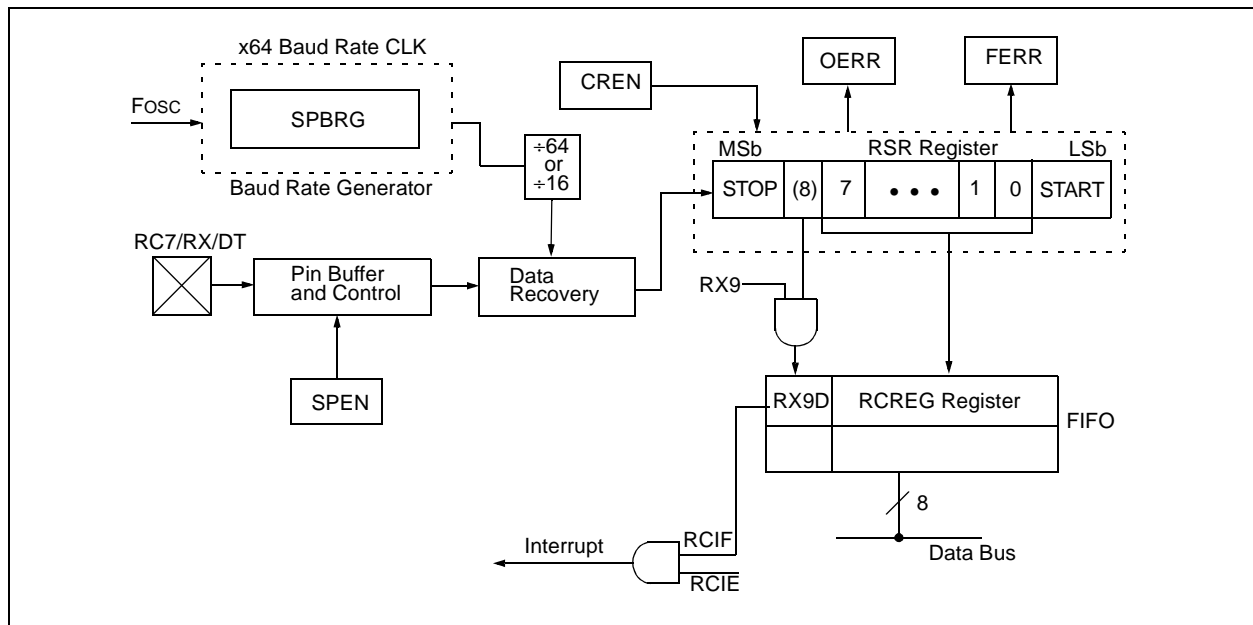 x64 Baud Rate CLK
FOSC
SPBRG
Baud Rate Generator
÷64
or
÷16
CREN
OERR
FERR
MSb
RSR Register
LSb
STOP (8) 7 • • • 1 0 START
RC7/RX/DT
Pin Buffer
and Control
Data
Recovery
SPEN
RX9
RX9D
RCREG Register
FIFO
8
Data Bus
Interrupt
RCIF
RCIE